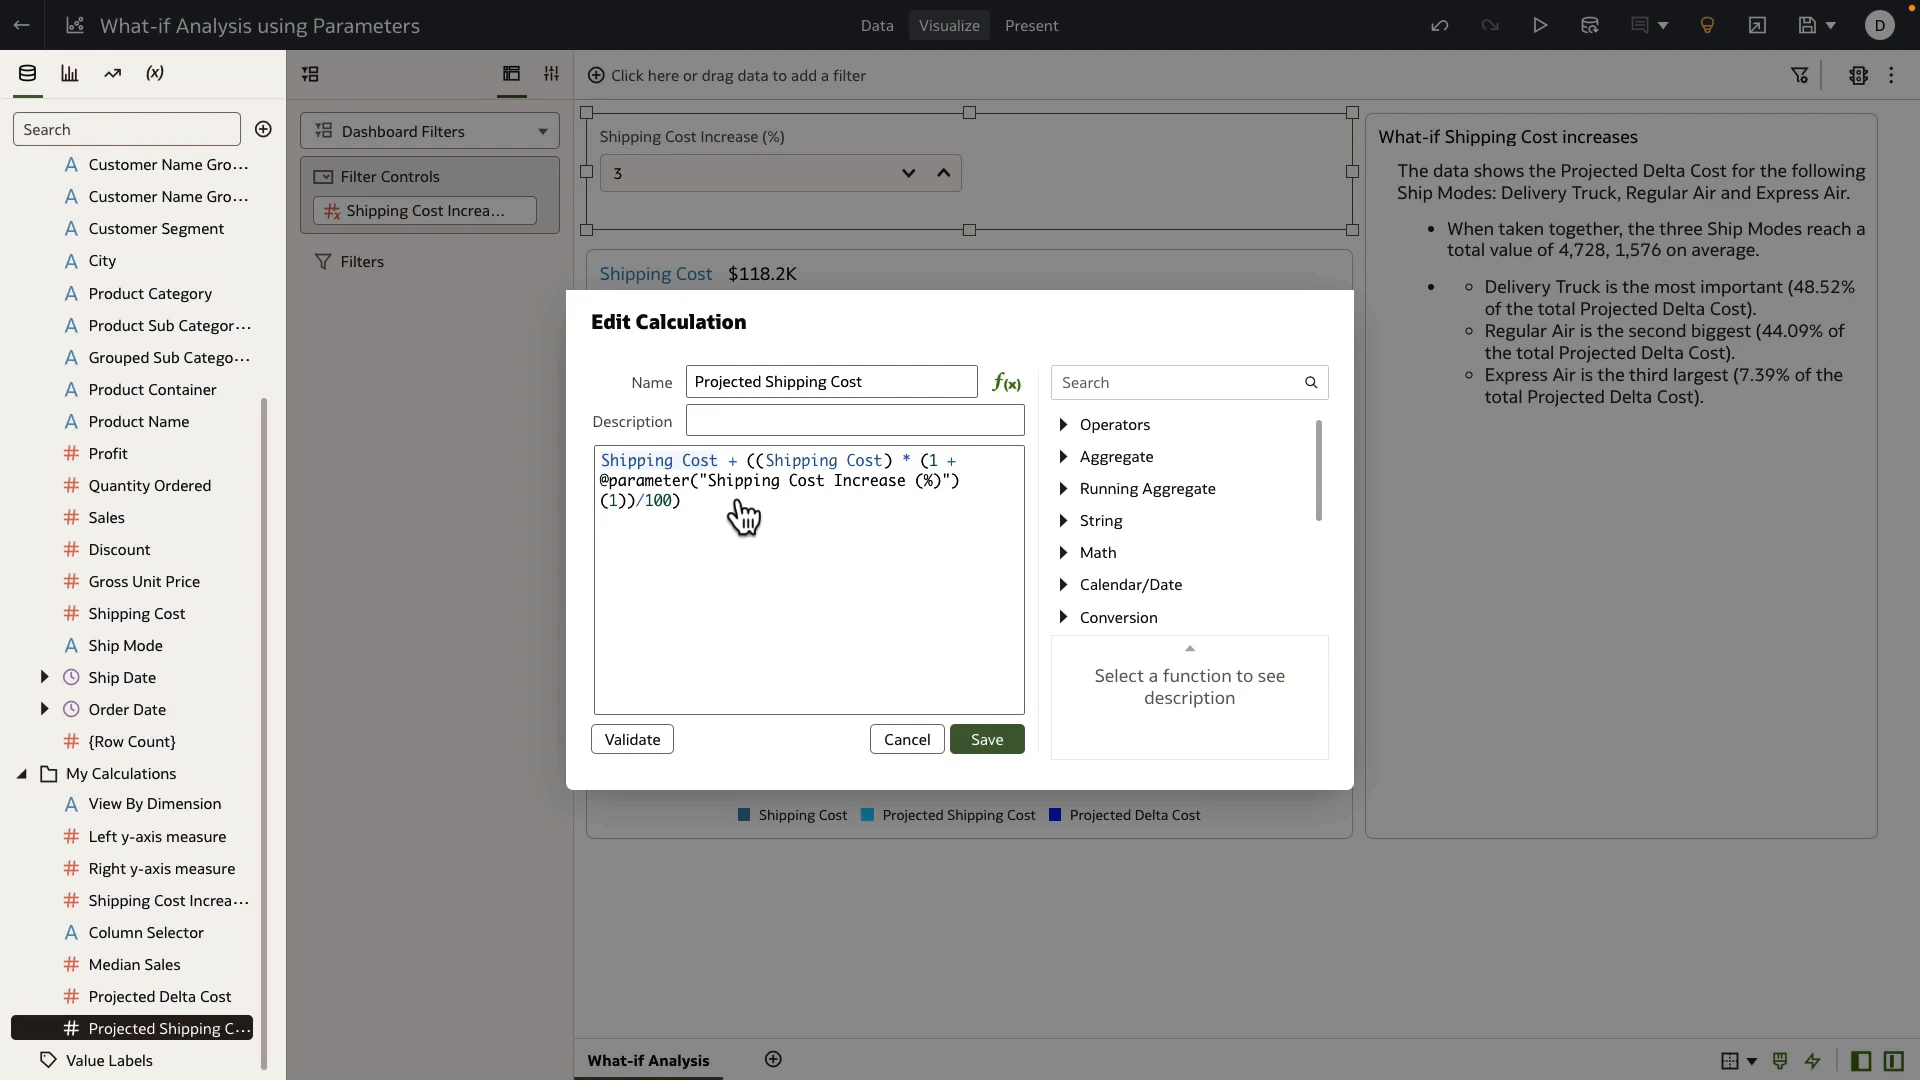 What-if Analysis using Parameters
Data Visualize Present
D
(x)
Search
Customer Name Gro...
Customer Name Gro...
Customer Segment
City
Product Category
Product Sub Categor...
Grouped Sub Catego...
Product Container
Product Name
Profit
Quantity Ordered
Sales
Discount
Gross Unit Price
Shipping Cost
Ship Mode
Ship Date
Order Date
{Row Count}
My Calculations
View By Dimension
Left y-axis measure
Right y-axis measure
Shipping Cost Increa...
Column Selector
Median Sales
Projected Delta Cost
Projected Shipping C...
Value Labels
Dashboard Filters
Filter Controls
Shipping Cost Increa...
Filters
Click here or drag data to add a filter
Shipping Cost Increase (%)
3
Shipping Cost $118.2K
Edit Calculation
Name Projected Shipping Cost f(x)
Description
Shipping Cost + ((Shipping Cost) * (1 +
@parameter("Shipping Cost Increase (%)")
(1))/100)
Validate Cancel Save
Search
Operators
Aggregate
Running Aggregate
String
Math
Calendar/Date
Conversion
Select a function to see
description
Shipping Cost Projected Shipping Cost Projected Delta Cost
What-if Shipping Cost increases
The data shows the Projected Delta Cost for the following
Ship Modes: Delivery Truck, Regular Air and Express Air.
• When taken together, the three Ship Modes reach a
total value of 4,728, 1,576 on average.
• ○ Delivery Truck is the most important (48.52%
of the total Projected Delta Cost).
○ Regular Air is the second biggest (44.09% of
the total Projected Delta Cost).
○ Express Air is the third largest (7.39% of the
total Projected Delta Cost).
What-if Analysis